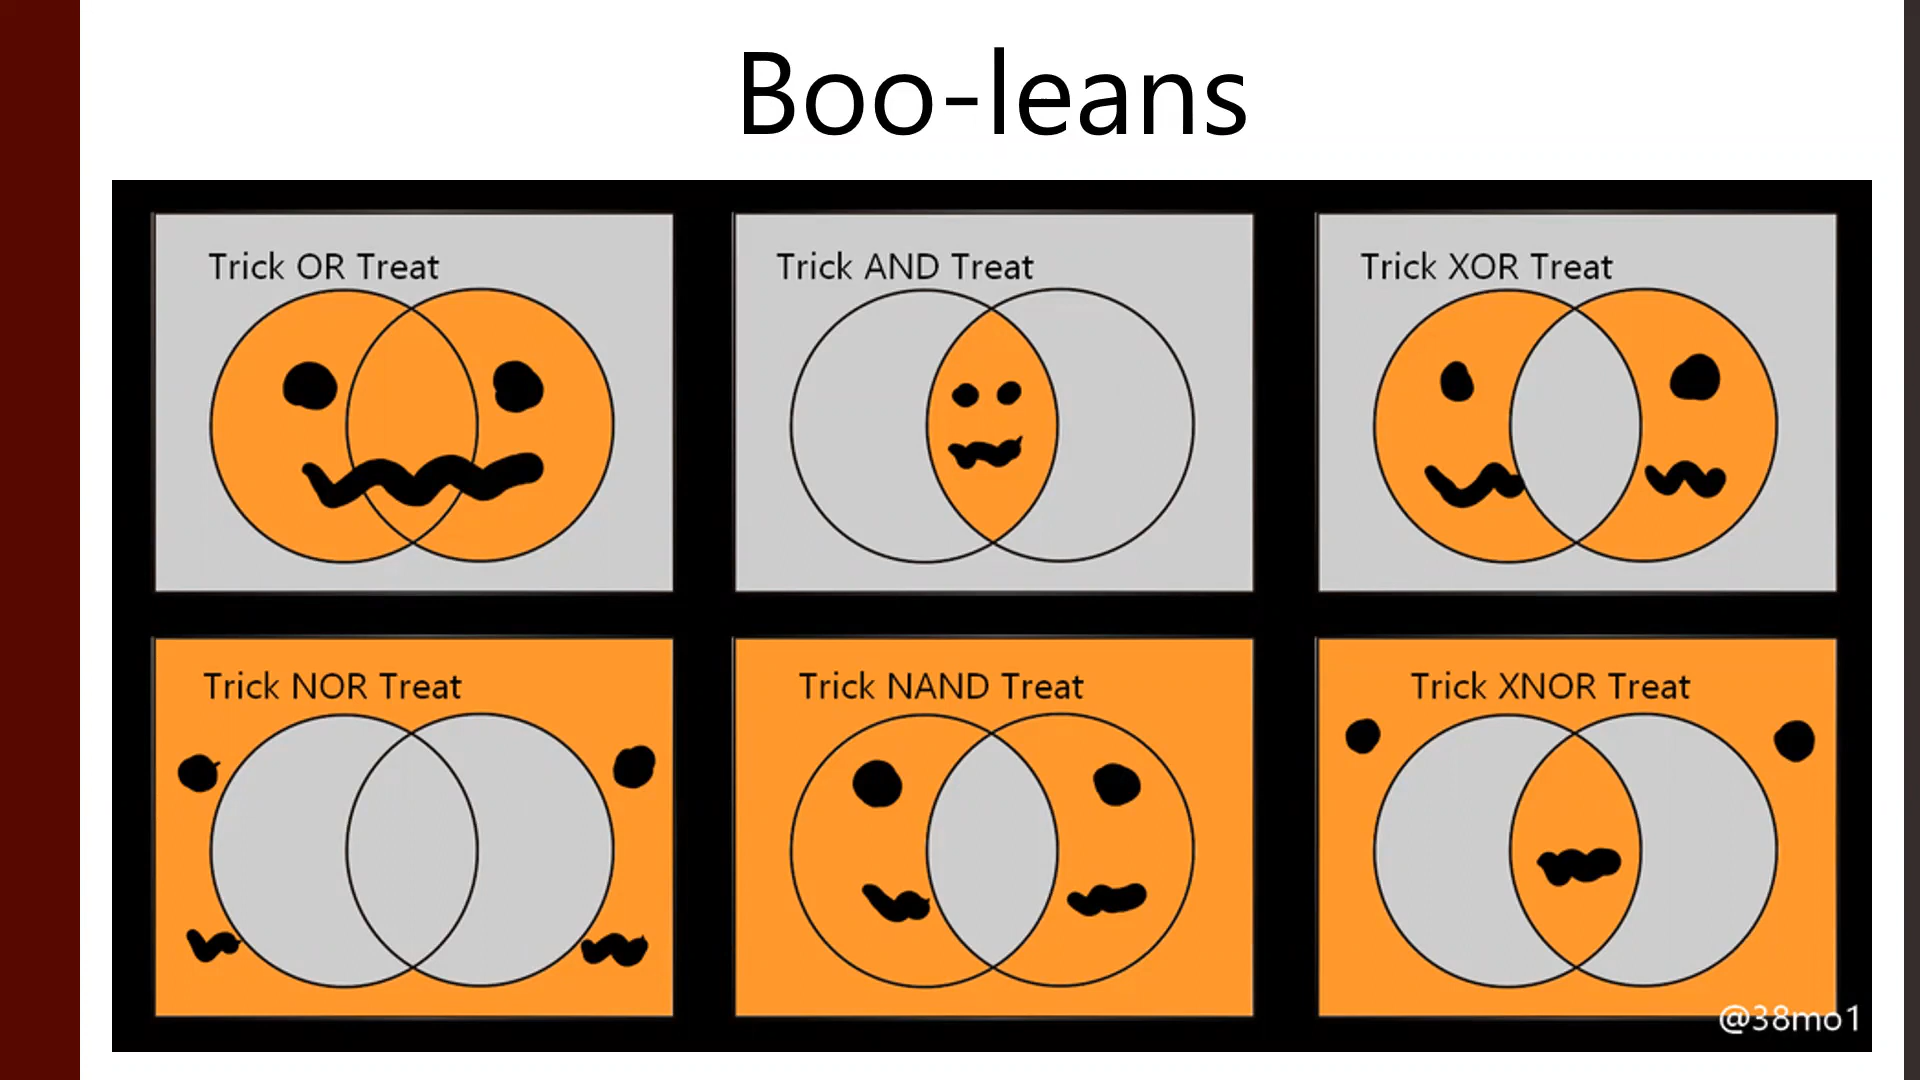 Boo-leans
Trick OR Treat
Trick AND Treat
Trick XOR Treat
Trick NOR Treat
Trick NAND Treat
Trick XNOR Treat
@38mo1